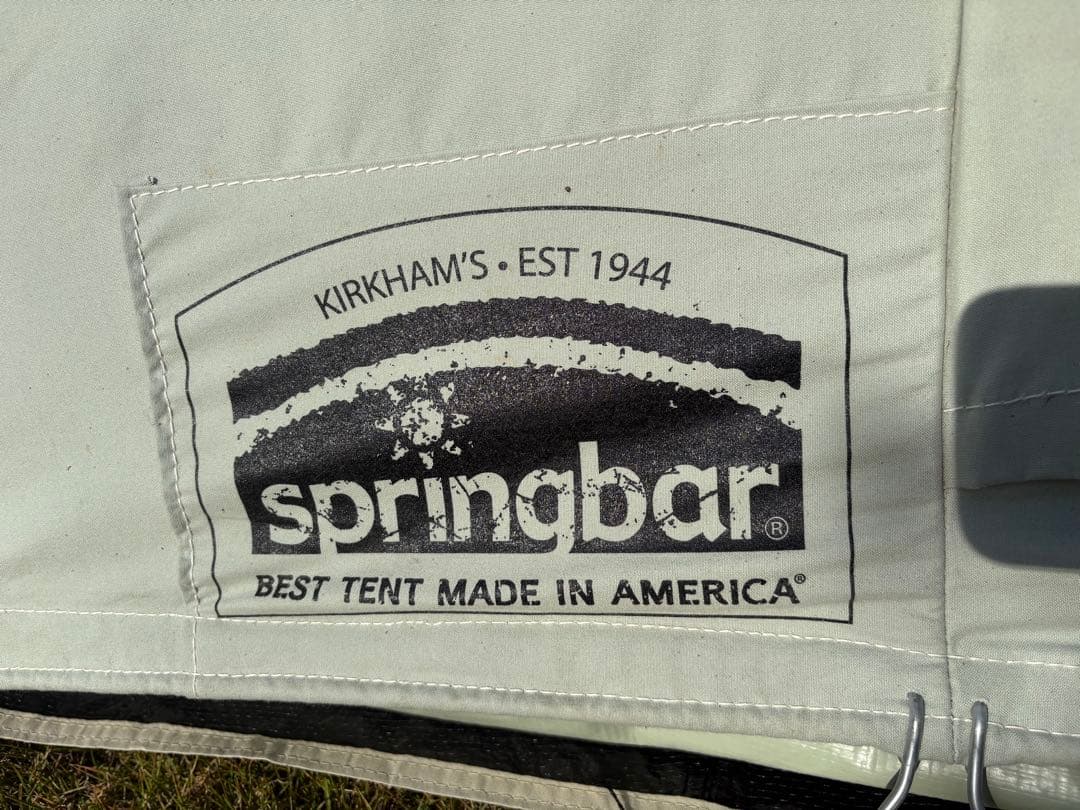 KIRKHAM'S • EST 1944
springbar®
BEST TENT MADE IN AMERICA®